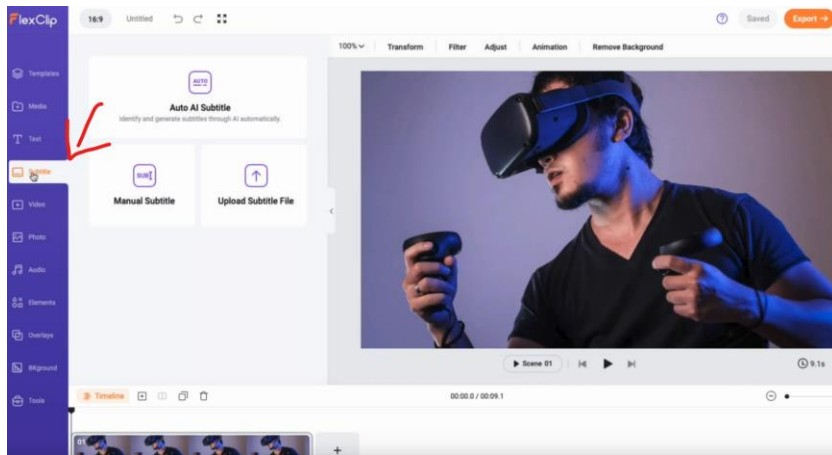 FlexClip
16:9 Untitled
Saved
Export →
Templates
Media
Text
Subtitle
Video
Photo
Audio
Elements
Overlays
BKground
Tools
AUTO
Auto AI Subtitle
Identify and generate subtitles through AI automatically.
SUB
Manual Subtitle
Upload Subtitle File
100% Transform Filter Adjust Animation Remove Background
Scene 01
9.1s
Timeline
00:00.0 / 00:09.1
01